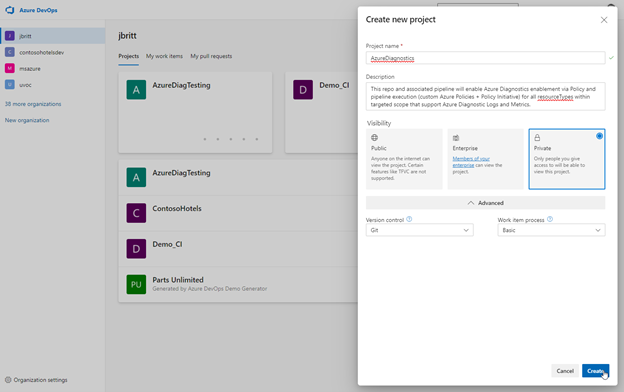 Azure DevOps
J jbritt
C contosohotelsdev
M msazure
U uvoc
38 more organizations
New organization
Organization settings
jbritt
Projects My work items My pull requests
A AzureDiagTesting
D Demo_CI
A AzureDiagTesting
C ContosoHotels
D Demo_CI
PU Parts Unlimited
Generated by Azure DevOps Demo Generator
Create new project
Project name *
AzureDiagnostics
Description
This repo and associated pipeline will enable Azure Diagnostics enablement via Policy and
pipeline execution (custom Azure Policies + Policy Initiative) for all resourceTypes within
targeted scope that support Azure Diagnostic Logs and Metrics.
Visibility
Public
Anyone on the internet can
view the project. Certain
features like TFVC are not
supported.
Enterprise
Members of your
enterprise can view the
project.
Private
Only people you give
access to will be able to
view this project.
Advanced
Version control
Git
Work item process
Basic
Cancel
Create